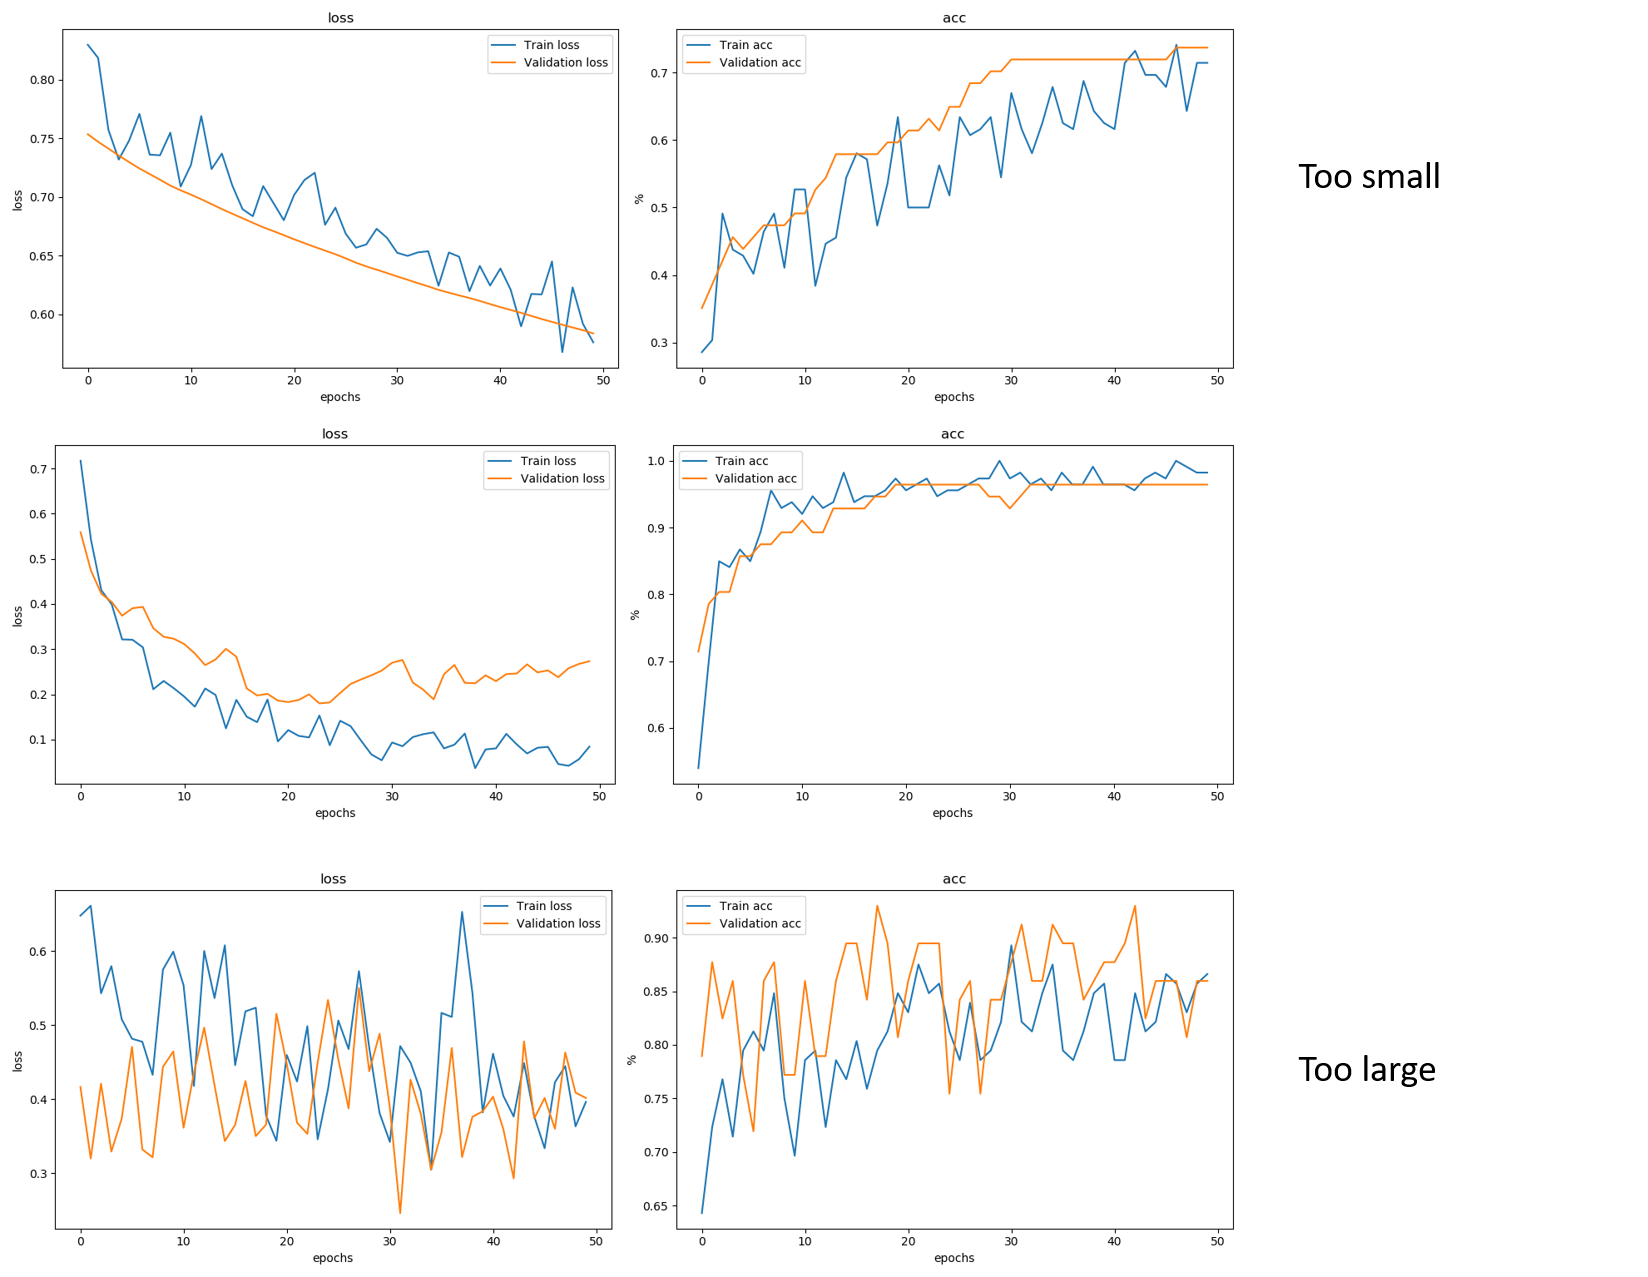 loss
Train loss
Validation loss
0.80
0.75
0.70
0.65
0.60
loss
0 10 20 30 40 50
epochs
acc
Train acc
Validation acc
0.7
0.6
0.5
0.4
0.3
%
0 10 20 30 40 50
epochs
Too small
loss
Train loss
Validation loss
0.7
0.6
0.5
0.4
0.3
0.2
0.1
loss
0 10 20 30 40 50
epochs
acc
Train acc
Validation acc
1.0
0.9
0.8
0.7
0.6
%
0 10 20 30 40 50
epochs
loss
Train loss
Validation loss
0.6
0.5
0.4
0.3
loss
0 10 20 30 40 50
epochs
acc
Train acc
Validation acc
0.90
0.85
0.80
0.75
0.70
0.65
%
0 10 20 30 40 50
epochs
Too large